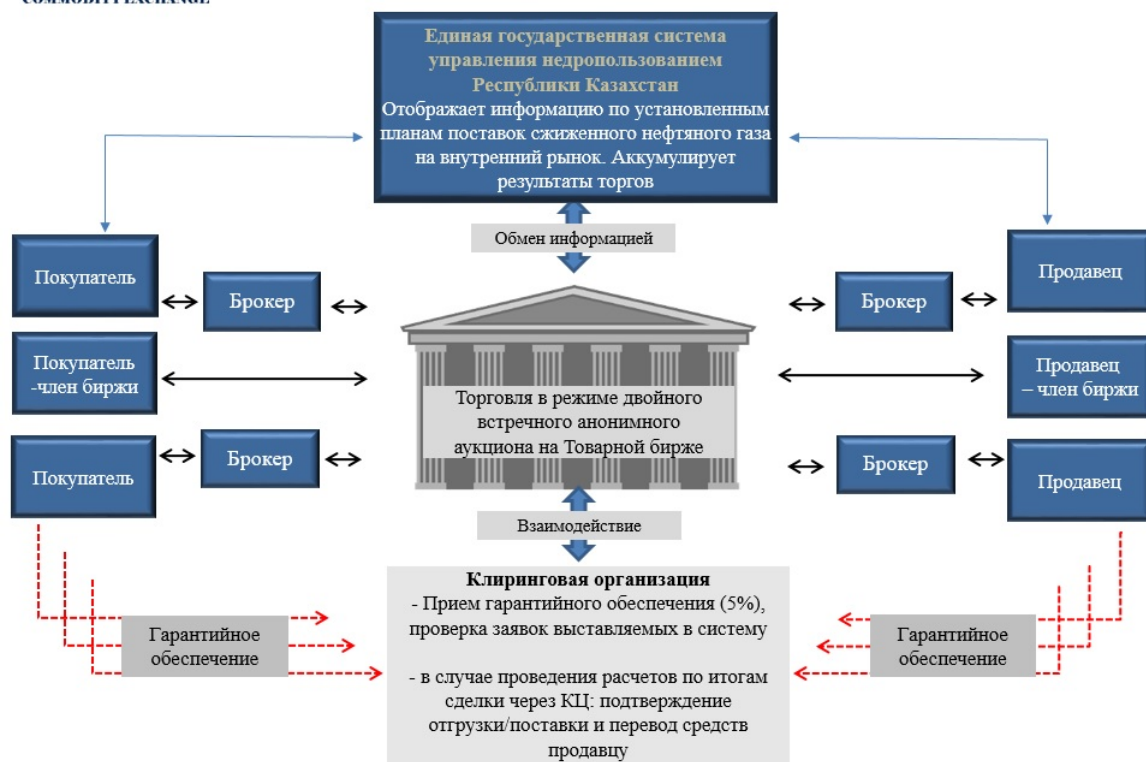 COMMODITY EXCHANGE
Единая государственная система
управления недропользованием
Республики Казахстан
Отображает информацию по установленным
планам поставок сжиженного нефтяного газа
на внутренний рынок. Аккумулирует
результаты торгов
Обмен информацией
Покупатель
Брокер
Брокер
Продавец
Покупатель
-член биржи
Торговля в режиме двойного
встречного анонимного
аукциона на Товарной бирже
Продавец
– член биржи
Покупатель
Брокер
Брокер
Продавец
Взаимодействие
Клиринговая организация
- Прием гарантийного обеспечения (5%),
проверка заявок выставляемых в систему
- в случае проведения расчетов по итогам
сделки через КЦ: подтверждение
отгрузки/поставки и перевод средств
продавцу
Гарантийное
обеспечение
Гарантийное
обеспечение